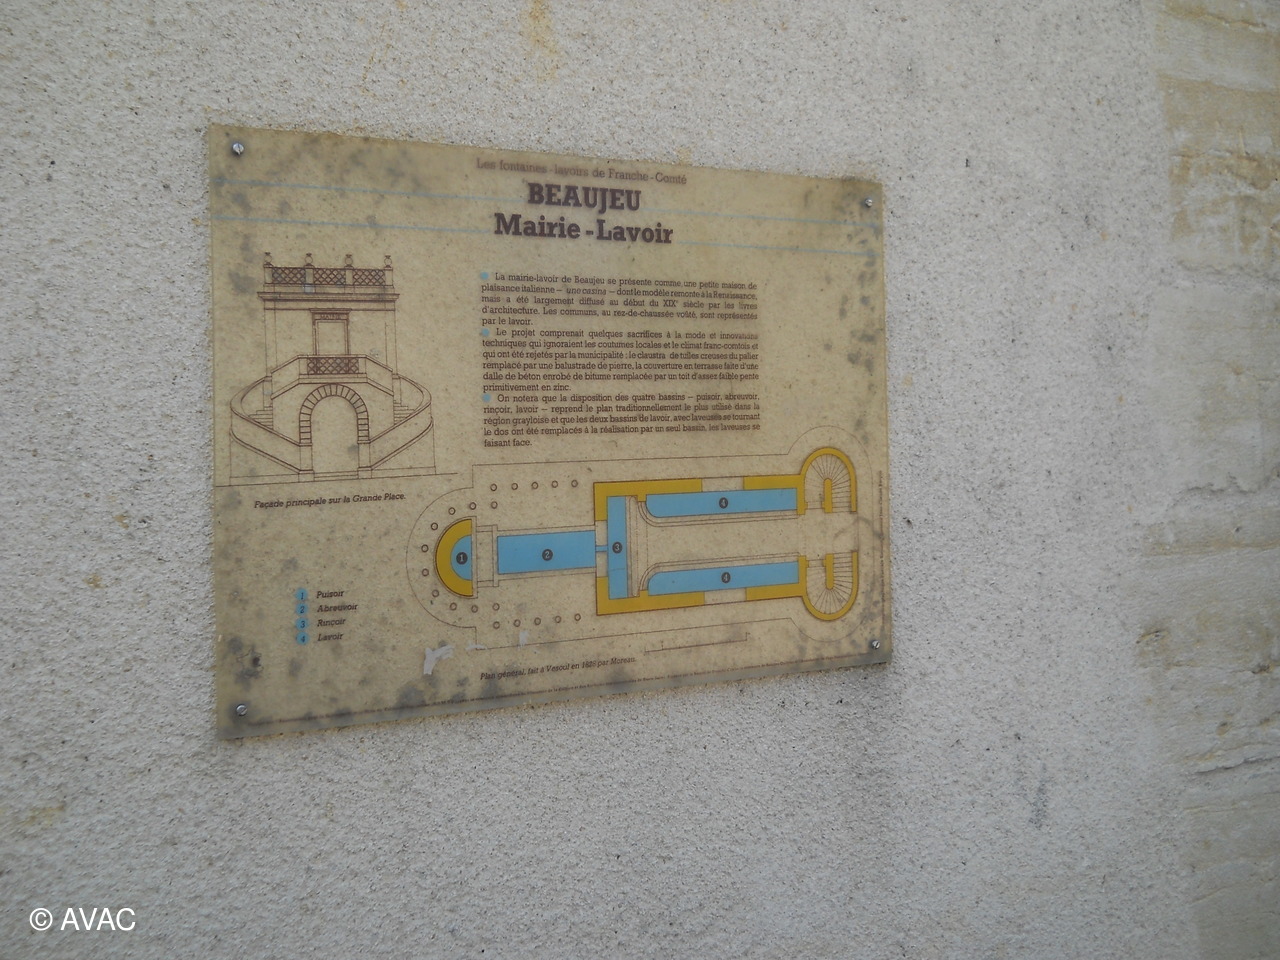 Les fontaines-lavoirs de Franche-Comté
BEAUJEU
Mairie-Lavoir
La mairie-lavoir de Beaujeu se présente comme une petite maison de
plaisance italienne – une casina – dont le modèle remonte à la Renaissance,
mais a été largement diffusé au début du XIXe siècle par les livres
d'architecture. Les communs, au rez-de-chaussée voûté, sont représentés
par le lavoir.
Le projet comprenait quelques sacrifices à la mode et innovations
techniques qui ignoraient les coutumes locales et le climat franc-comtois et
qui ont été rejetés par la municipalité : le claustra de tuiles creuses du palier
remplacé par une balustrade de pierre, la couverture en terrasse faite d'une
dalle de béton enrobé de bitume remplacée par un toit d'assez faible pente
primitivement en zinc.
On notera que la disposition des quatre bassins – puisoir, abreuvoir,
rinçoir, lavoir – reprend le plan traditionnellement le plus utilisé dans la
région grayloise et que les deux bassins de lavoir, avec laveuses se tournant
le dos ont été remplacés à la réalisation par un seul bassin, les laveuses se
faisant face.
Façade principale sur la Grande Place.
1
2
3
4
4
1 Puisoir
2 Abreuvoir
3 Rinçoir
4 Lavoir
Plan général, fait à Vesoul en par Moreau.
© AVAC